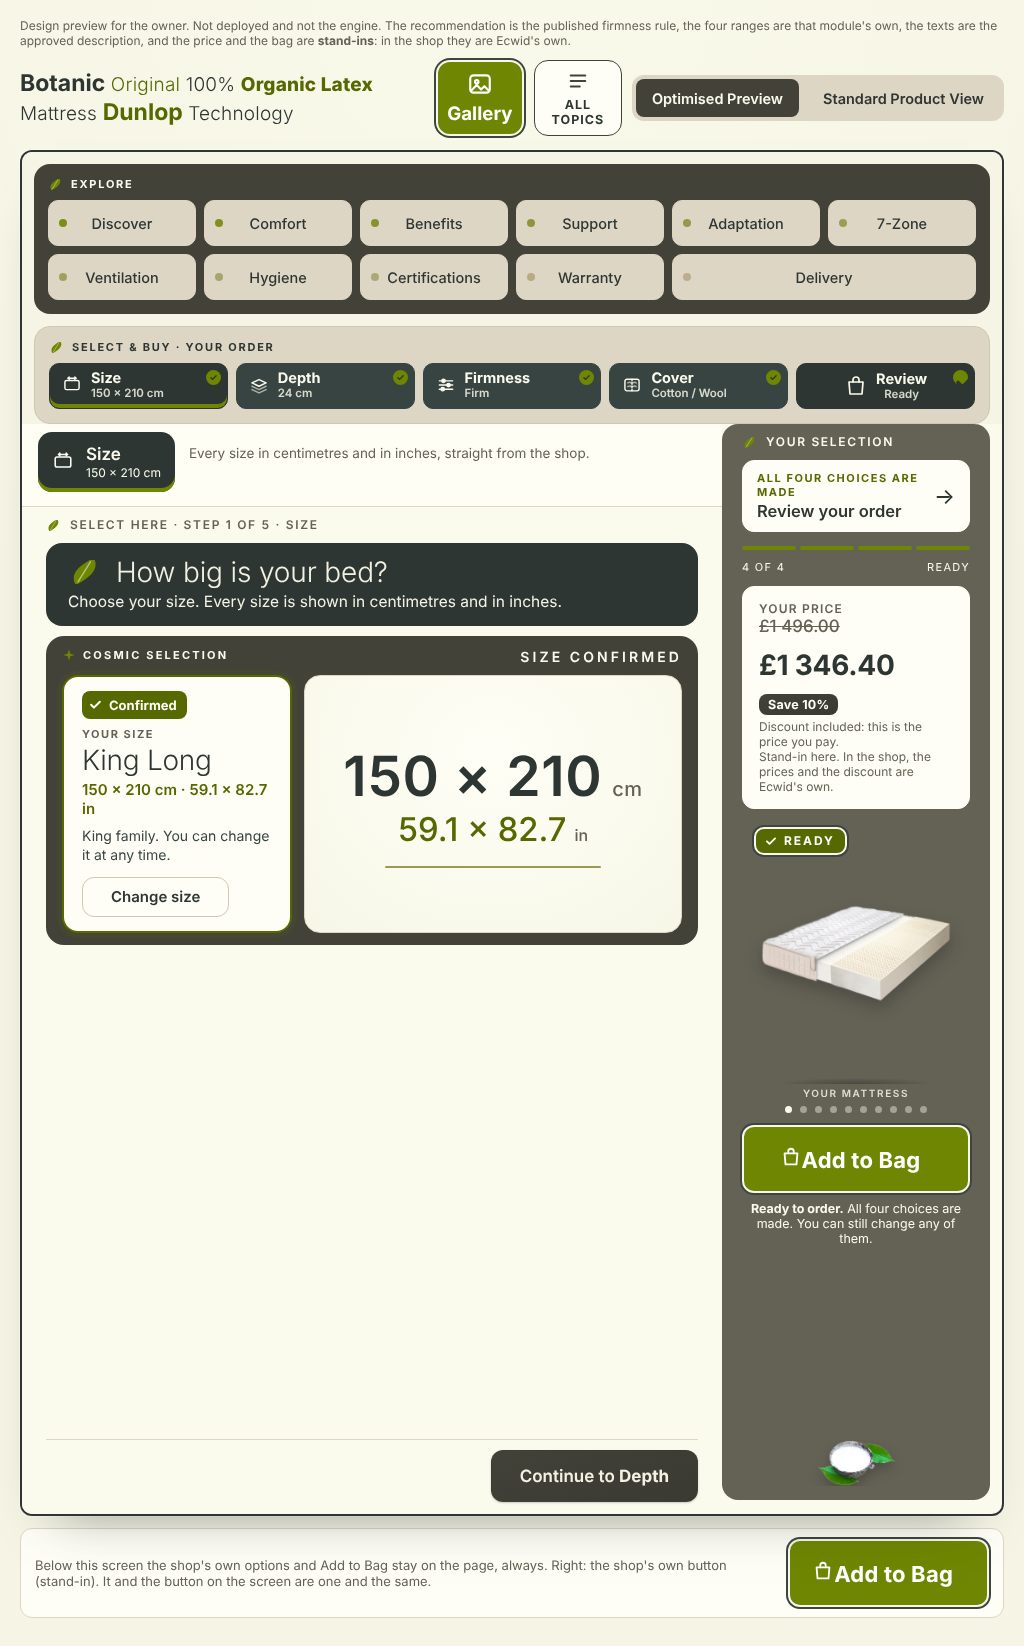 Design preview for the owner. Not deployed and not the engine. The recommendation is the published firmness rule, the four ranges are that module's own, the texts are the
approved description, and the price and the bag are stand-ins: in the shop they are Ecwid's own.
Botanic Original 100% Organic Latex
Mattress Dunlop Technology
Gallery
ALL
TOPICS
Optimised Preview
Standard Product View
EXPLORE
Discover
Comfort
Benefits
Support
Adaptation
7-Zone
Ventilation
Hygiene
Certifications
Warranty
Delivery
SELECT & BUY · YOUR ORDER
Size
150 × 210 cm
Depth
24 cm
Firmness
Firm
Cover
Cotton / Wool
Review
Ready
Size
150 × 210 cm
Every size in centimetres and in inches, straight from the shop.
SELECT HERE · STEP 1 OF 5 · SIZE
How big is your bed?
Choose your size. Every size is shown in centimetres and in inches.
COSMIC SELECTION
SIZE CONFIRMED
Confirmed
YOUR SIZE
King Long
150 × 210 cm · 59.1 × 82.7
in
King family. You can change
it at any time.
Change size
150 × 210 cm
59.1 × 82.7 in
Continue to Depth
YOUR SELECTION
ALL FOUR CHOICES ARE
MADE
Review your order
4 OF 4
READY
YOUR PRICE
£1 496.00
£1 346.40
Save 10%
Discount included: this is the
price you pay.
Stand-in here. In the shop, the
prices and the discount are
Ecwid's own.
READY
YOUR MATTRESS
Add to Bag
Ready to order. All four choices are
made. You can still change any of
them.
Below this screen the shop's own options and Add to Bag stay on the page, always. Right: the shop's own button
(stand-in). It and the button on the screen are one and the same.
Add to Bag